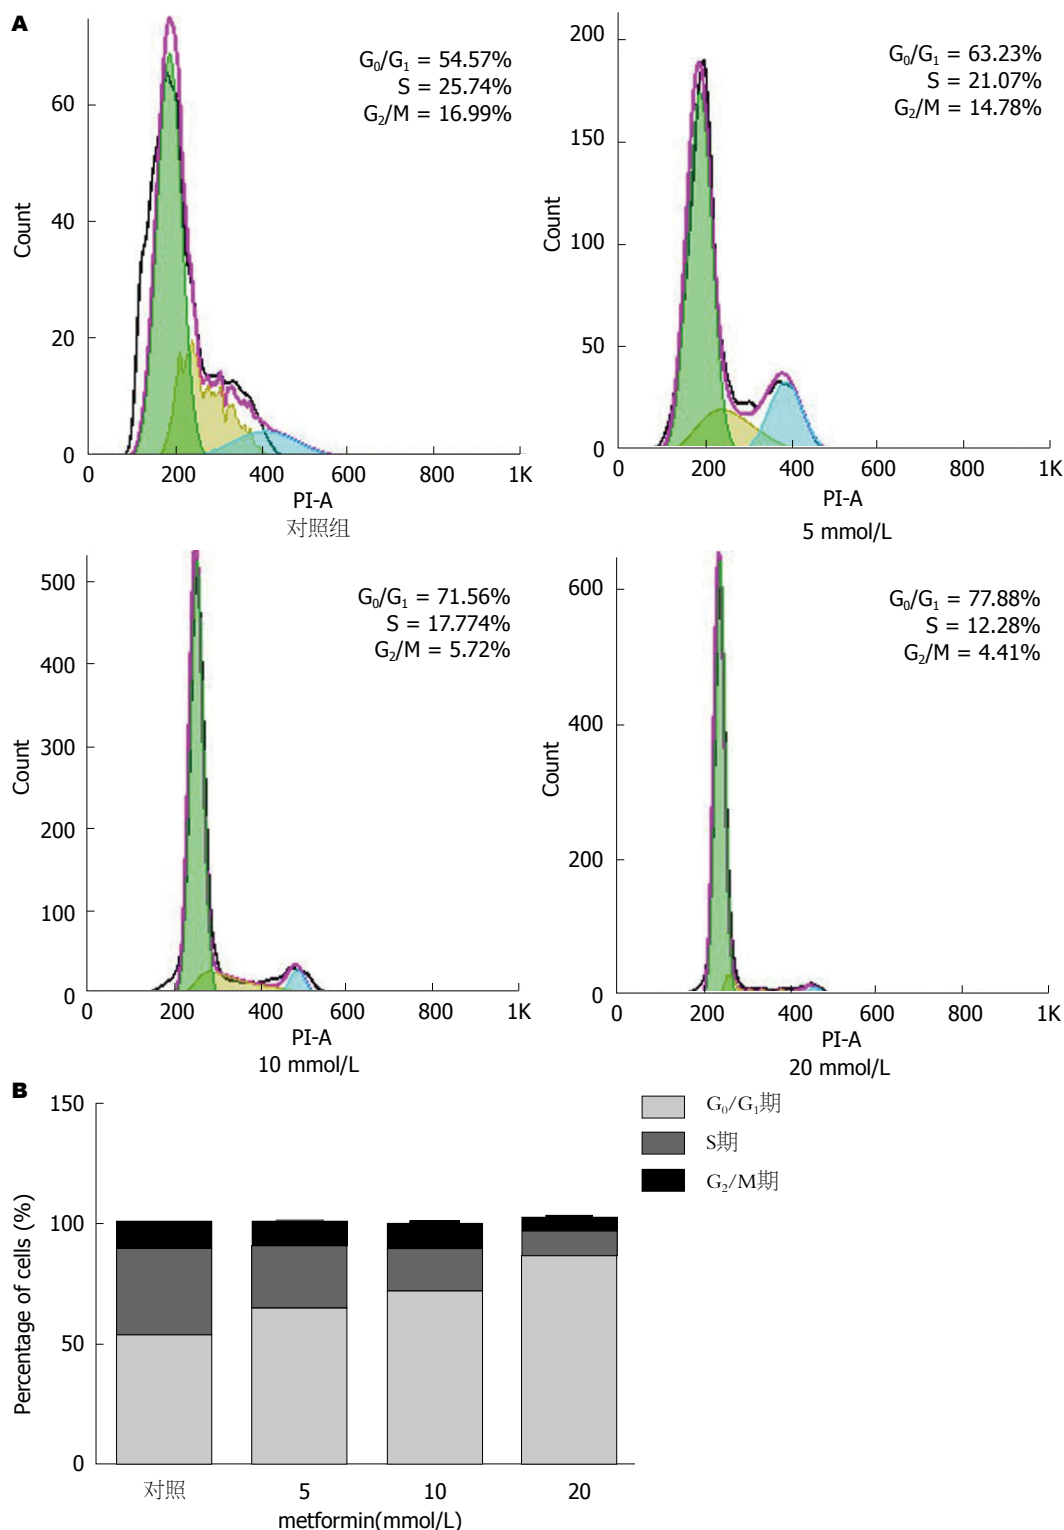 A
G₀/G₁ = 54.57%
S = 25.74%
G₂/M = 16.99%
60
40
20
0
Count
0 200 400 600 800 1K
PI-A
对照组
G₀/G₁ = 63.23%
S = 21.07%
G₂/M = 14.78%
200
150
100
50
0
Count
0 200 400 600 800 1K
PI-A
5 mmol/L
G₀/G₁ = 71.56%
S = 17.774%
G₂/M = 5.72%
500
400
300
200
100
0
Count
0 200 400 600 800 1K
PI-A
10 mmol/L
G₀/G₁ = 77.88%
S = 12.28%
G₂/M = 4.41%
600
400
200
0
Count
0 200 400 600 800 1K
PI-A
20 mmol/L
B
150
100
50
0
Percentage of cells (%)
对照 5 10 20
metformin(mmol/L)
G₀/G₁期
S期
G₂/M期